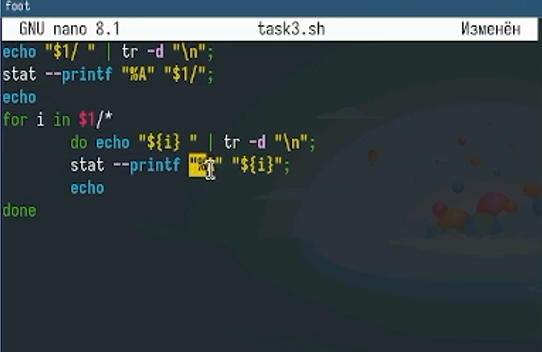 foot
GNU nano 8.1 task3.sh Изменён
echo "$1/ " | tr -d "\n";
stat --printf "%A" "$1/";
echo
for i in $1/*
do echo "${i} " | tr -d "\n";
stat --printf "%" "${i}";
echo
done